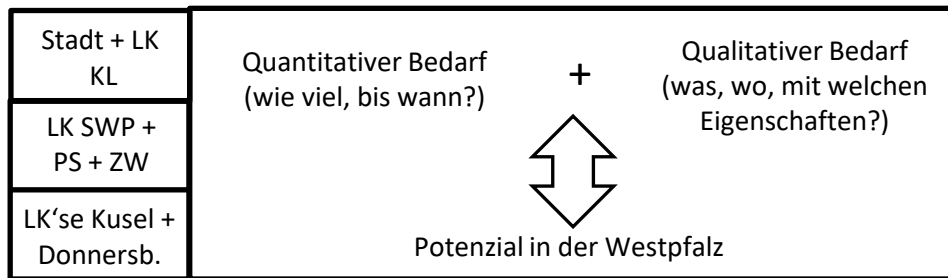 Stadt + LK
KL
LK SWP +
PS + ZW
LK‘se Kusel +
Donnersb.
Quantitativer Bedarf
(wie viel, bis wann?)
+
Qualitativer Bedarf
(was, wo, mit welchen
Eigenschaften?)
Potenzial in der Westpfalz